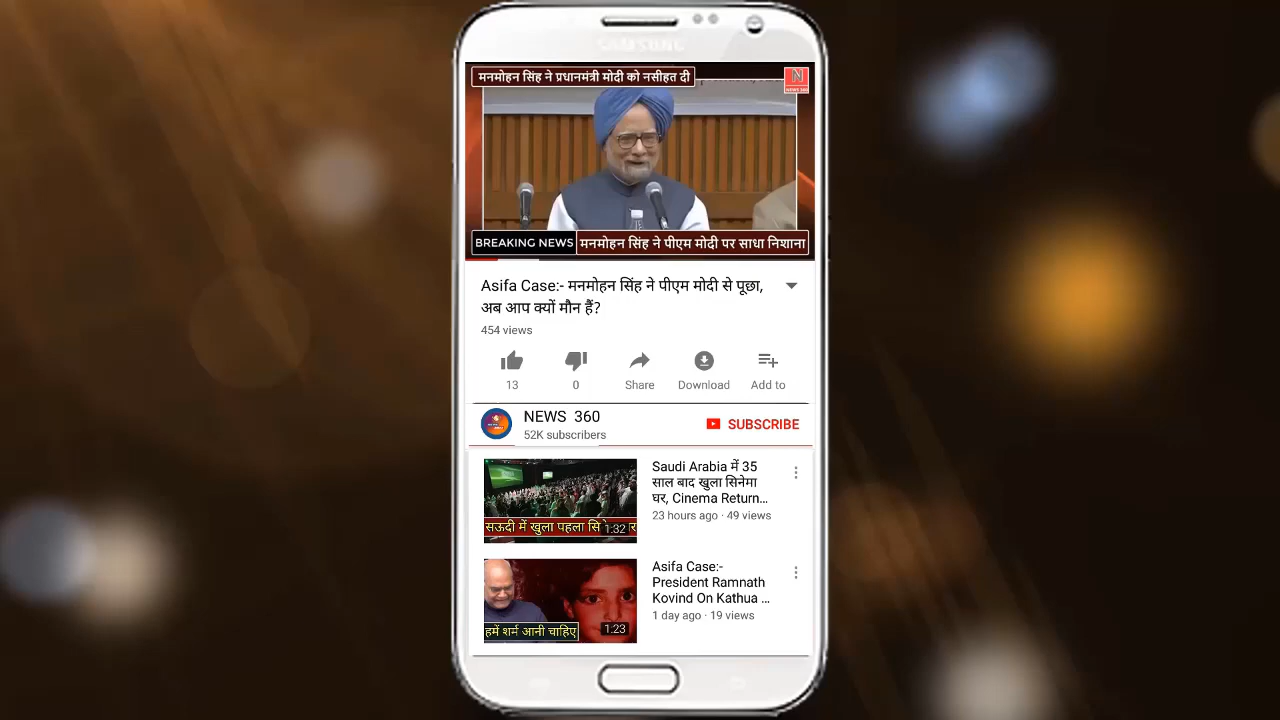 SAMSUNG
मनमोहन सिंह ने प्रधानमंत्री मोदी को नसीहत दी
N
NEWS 360
BREAKING NEWS मनमोहन सिंह ने पीएम मोदी पर साधा निशाना
Asifa Case:- मनमोहन सिंह ने पीएम मोदी से पूछा,
अब आप क्यों मौन हैं?
454 views
13 0 Share Download Add to
NEWS 360
52K subscribers
SUBSCRIBE
Saudi Arabia में 35
साल बाद खुला सिनेमा
घर, Cinema Return...
23 hours ago · 49 views
सऊदी में खुला पहला
1:32
Asifa Case:-
President Ramnath
Kovind On Kathua ...
1 day ago · 19 views
हमें शर्म आनी चाहिए
1:23